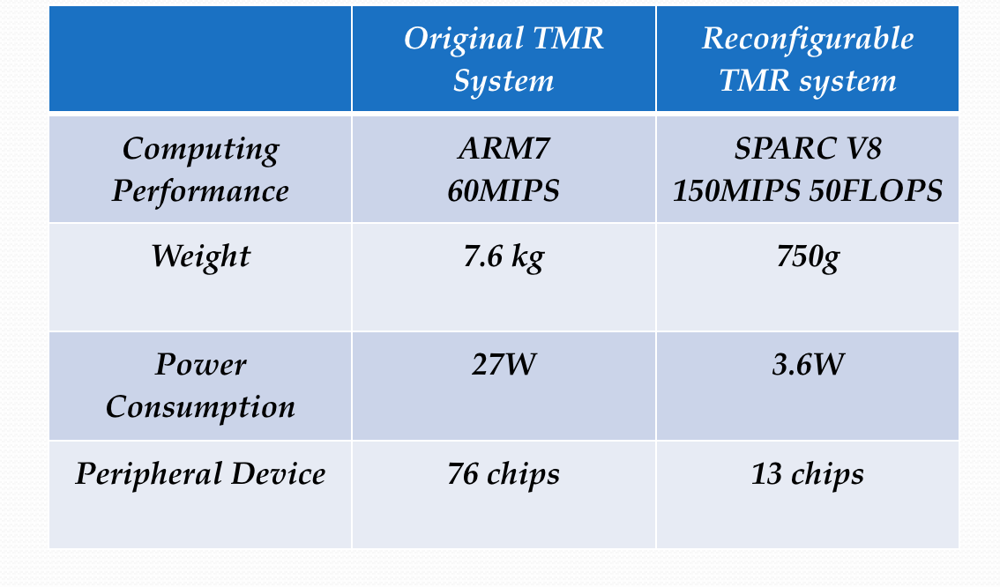 Original TMR
System
Reconfigurable
TMR system
Computing
Performance
ARM7
60MIPS
SPARC V8
150MIPS 50FLOPS
Weight
7.6 kg
750g
Power
Consumption
27W
3.6W
Peripheral Device
76 chips
13 chips